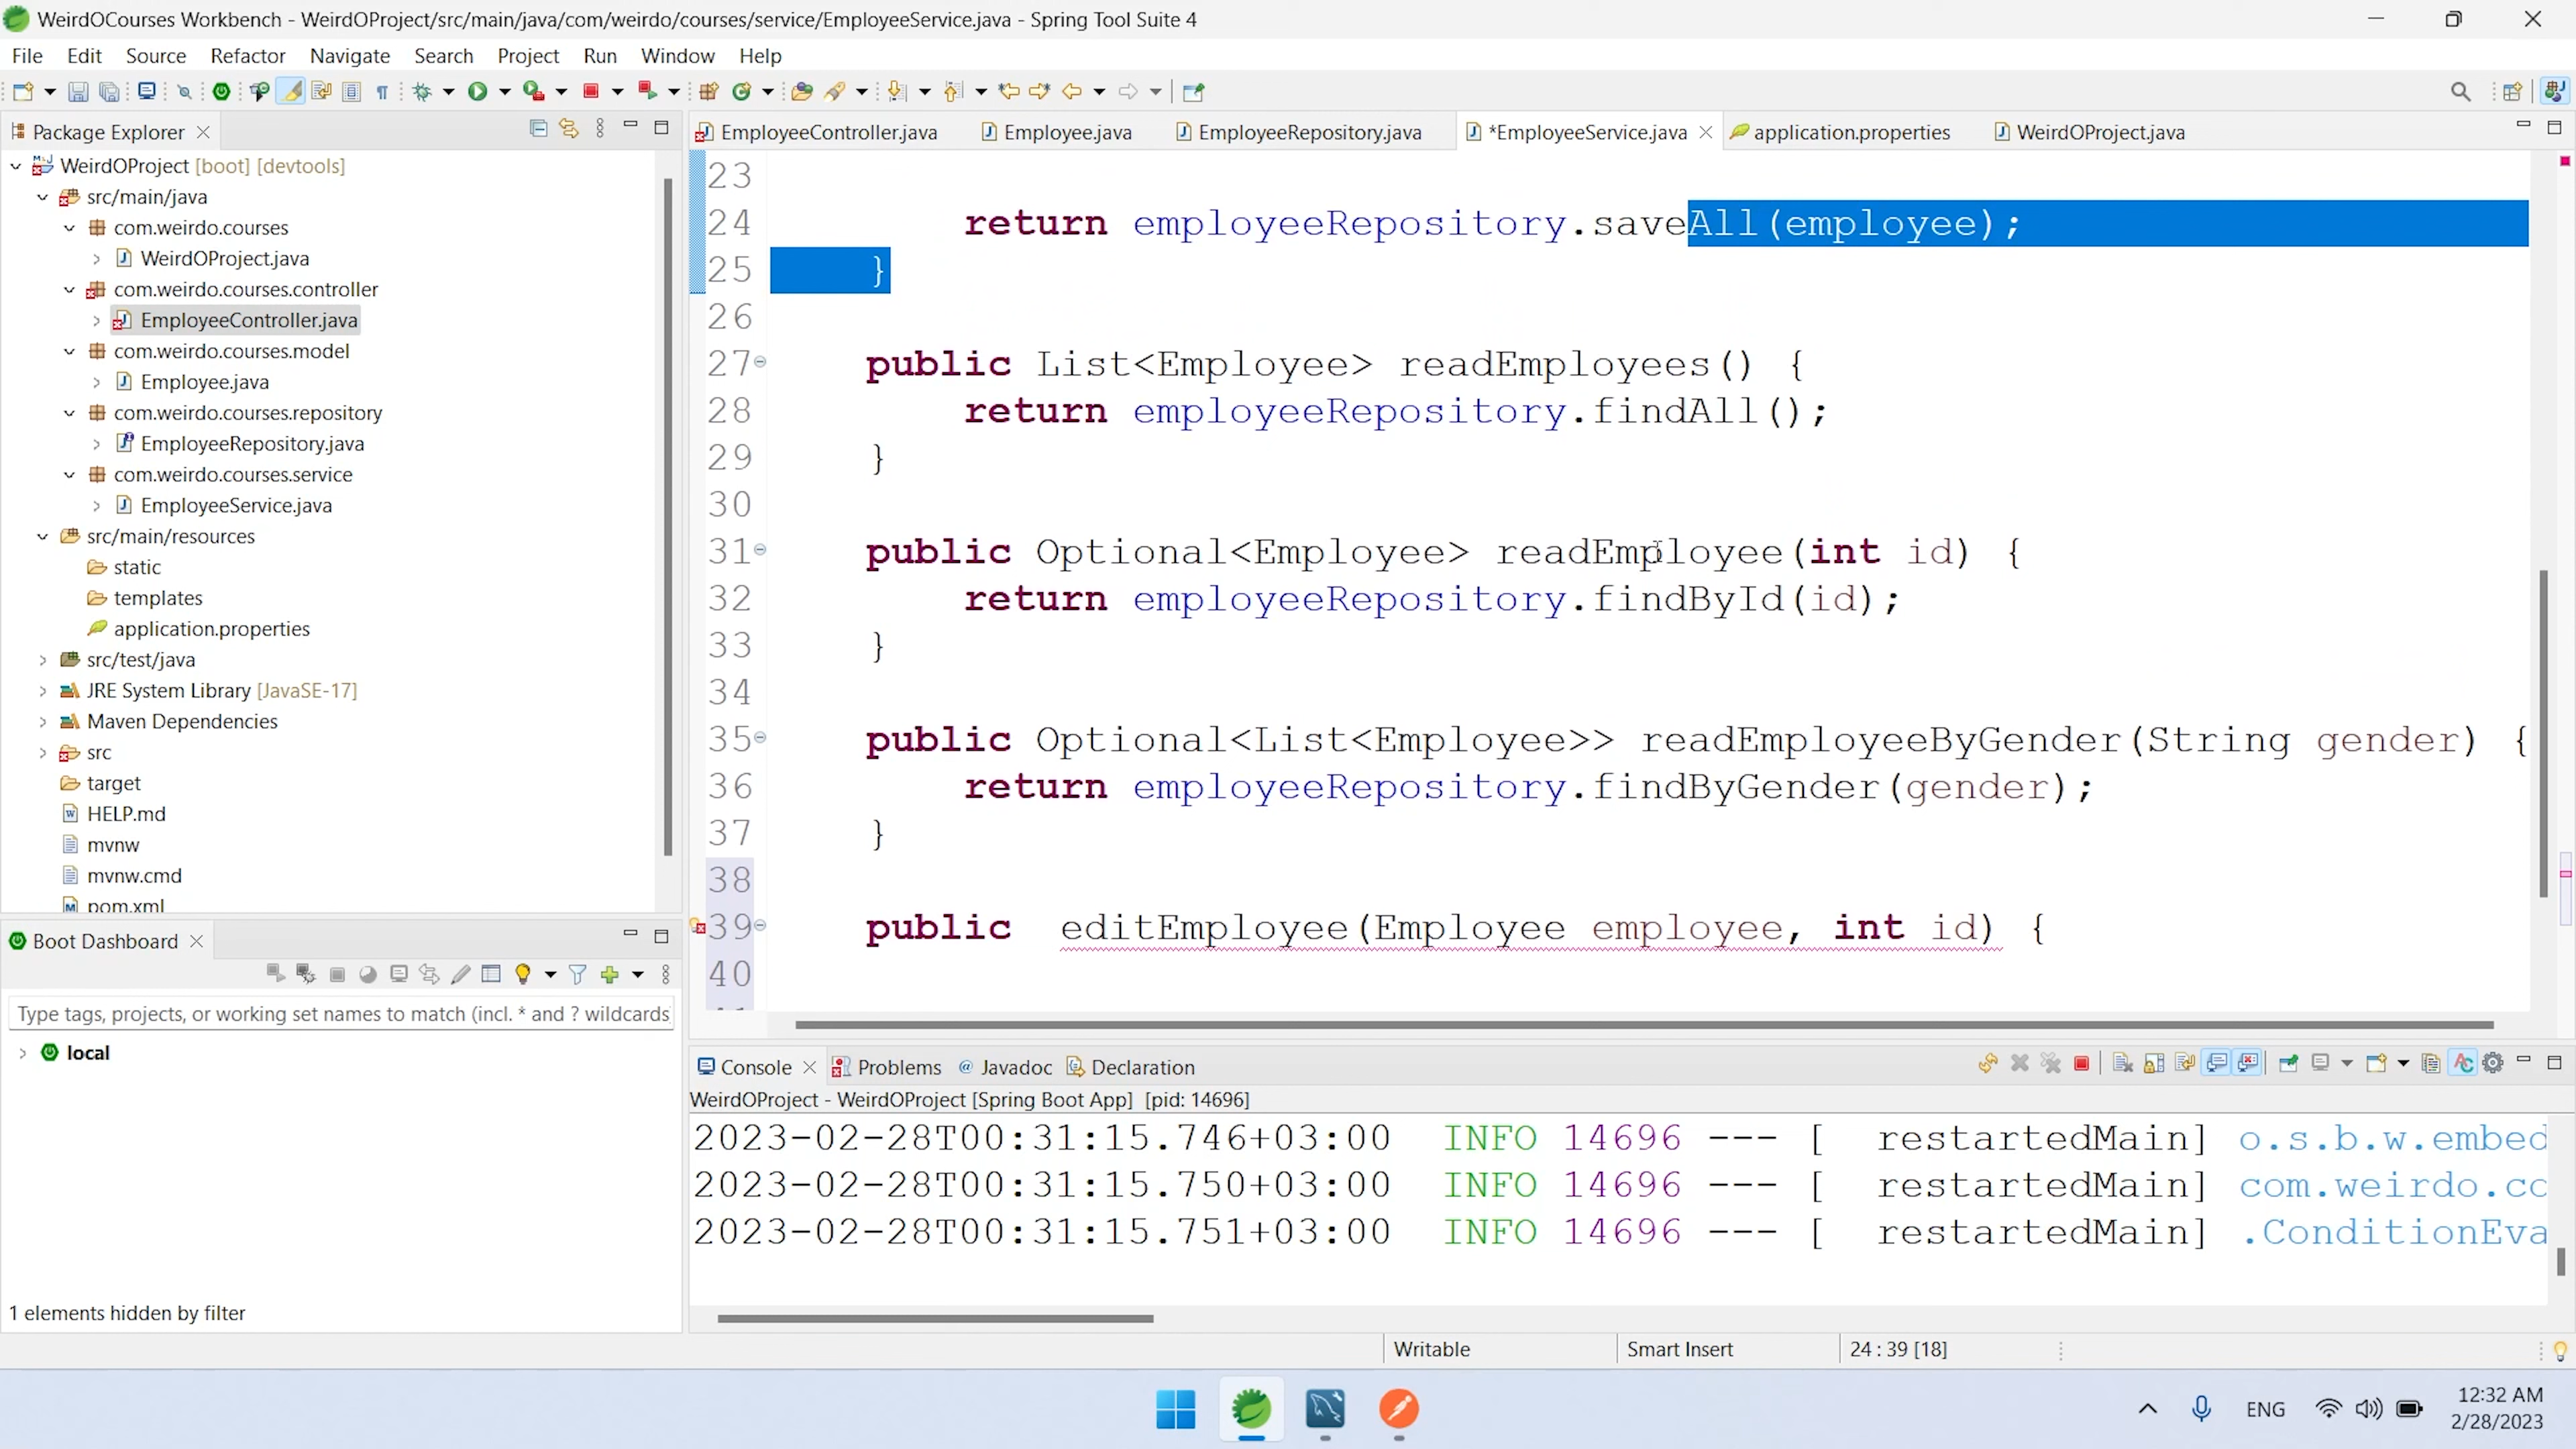 WeirdOCourses Workbench - WeirdOProject/src/main/java/com/weirdo/courses/service/EmployeeService.java - Spring Tool Suite 4
File Edit Source Refactor Navigate Search Project Run Window Help
Package Explorer
WeirdOProject [boot] [devtools]
src/main/java
com.weirdo.courses
WeirdOProject.java
com.weirdo.courses.controller
EmployeeController.java
com.weirdo.courses.model
Employee.java
com.weirdo.courses.repository
EmployeeRepository.java
com.weirdo.courses.service
EmployeeService.java
src/main/resources
static
templates
application.properties
src/test/java
JRE System Library [JavaSE-17]
Maven Dependencies
src
target
HELP.md
mvnw
mvnw.cmd
pom.xml
Boot Dashboard
Type tags, projects, or working set names to match (incl. * and ? wildcards
local
1 elements hidden by filter
EmployeeController.java Employee.java EmployeeRepository.java *EmployeeService.java application.properties WeirdOProject.java
23
24 return employeeRepository.saveAll(employee);
25 }
26
27 public List<Employee> readEmployees() {
28 return employeeRepository.findAll();
29 }
30
31 public Optional<Employee> readEmployee(int id) {
32 return employeeRepository.findById(id);
33 }
34
35 public Optional<List<Employee>> readEmployeeByGender(String gender) {
36 return employeeRepository.findByGender(gender);
37 }
38
39 public editEmployee(Employee employee, int id) {
40
Console Problems @ Javadoc Declaration
WeirdOProject - WeirdOProject [Spring Boot App] [pid: 14696]
2023-02-28T00:31:15.746+03:00 INFO 14696 --- [ restartedMain] o.s.b.w.embed
2023-02-28T00:31:15.750+03:00 INFO 14696 --- [ restartedMain] com.weirdo.co
2023-02-28T00:31:15.751+03:00 INFO 14696 --- [ restartedMain] .ConditionEva
Writable Smart Insert 24 : 39 [18]
ENG
12:32 AM
2/28/2023